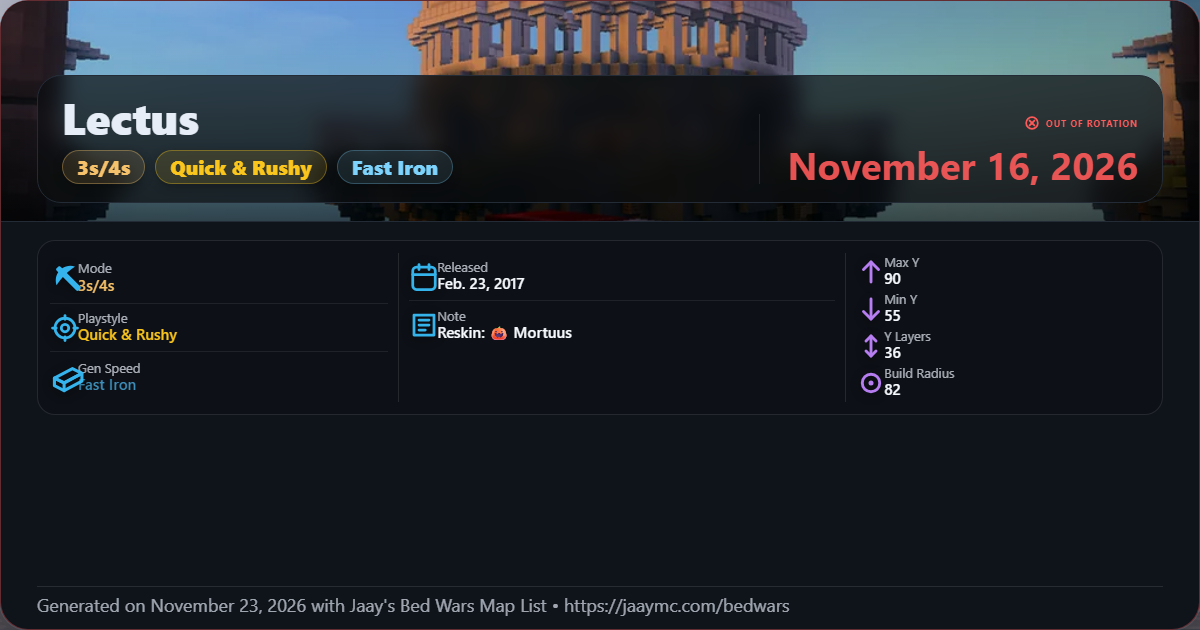 Lectus
OUT OF ROTATION
3s/4s
Quick & Rushy
Fast Iron
November 16, 2026
Mode
3s/4s
Playstyle
Quick & Rushy
Gen Speed
Fast Iron
Released
Feb. 23, 2017
Note
Reskin: 🎃 Mortuus
Max Y
90
Min Y
55
Y Layers
36
Build Radius
82
Generated on November 23, 2026 with Jaay's Bed Wars Map List • https://jaaymc.com/bedwars